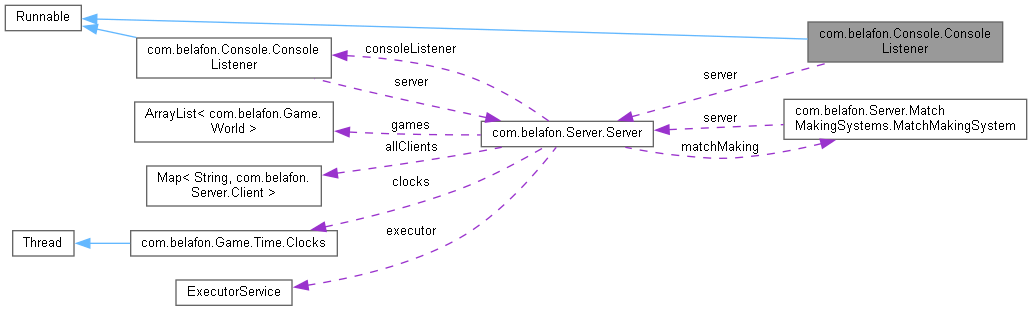 Runnable
com.belafon.Console.Console
Listener
com.belafon.Console.Console
Listener
consoleListener
server
server
ArrayList< com.belafon.Game.
World >
games
com.belafon.Server.Server
server
com.belafon.Server.Match
MakingSystems.MatchMakingSystem
matchMaking
allClients
Map< String, com.belafon.
Server.Client >
clocks
Thread
com.belafon.Game.Time.Clocks
executor
ExecutorService